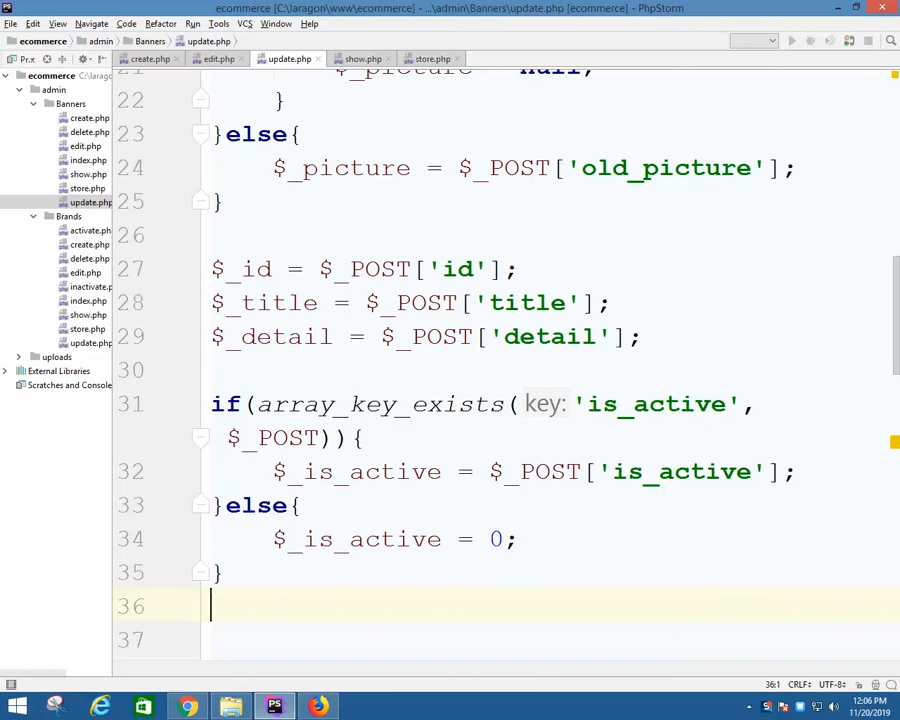 ecommerce [C:\laragon\www\ecommerce] - ...\admin\Banners\update.php [ecommerce] - PhpStorm
File Edit View Navigate Code Refactor Run Tools VCS Window Help
ecommerce admin Banners update.php
Pr.. create.php edit.php update.php show.php store.php
ecommerce C:\larago
admin
Banners
create.php
delete.php
edit.php
index.php
show.php
store.php
update.php
Brands
activate.ph
create.php
delete.php
edit.php
inactivate.p
index.php
show.php
store.php
update.php
uploads
External Libraries
Scratches and Console
21 $_picture = null;
22 }
23 }else{
24 $_picture = $_POST['old_picture'];
25 }
26
27 $_id = $_POST['id'];
28 $_title = $_POST['title'];
29 $_detail = $_POST['detail'];
30
31 if(array_key_exists( key: 'is_active',
$_POST)){
32 $_is_active = $_POST['is_active'];
33 }else{
34 $_is_active = 0;
35 }
36
37
36:1 CRLF÷ UTF-8÷
12:06 PM
11/20/2019